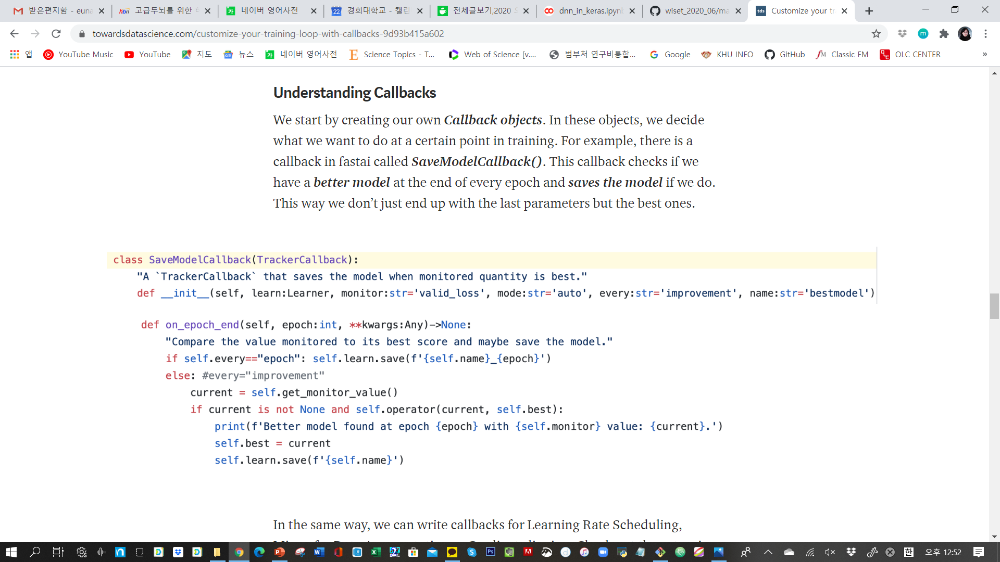 받은편지함 - euna
hbn 고급두뇌를 위한
가 네이버 영어사전
22 경희대학교 - 캘린
전체글보기,2020
dnn_in_keras.ipynb
wiset_2020_06/ma
tds Customize your tr
towardsdatascience.com/customize-your-training-loop-with-callbacks-9d93b415a602
m
앱 YouTube Music YouTube 지도 뉴스 가 네이버 영어사전 E Science Topics - T... Web of Science [v.... 범부처 연구비통합... Google KHU INFO GitHub Classic FM OLC CENTER »
Understanding Callbacks
We start by creating our own Callback objects. In these objects, we decide
what we want to do at a certain point in training. For example, there is a
callback in fastai called SaveModelCallback(). This callback checks if we
have a better model at the end of every epoch and saves the model if we do.
This way we don’t just end up with the last parameters but the best ones.
class SaveModelCallback(TrackerCallback):
"A `TrackerCallback` that saves the model when monitored quantity is best."
def __init__(self, learn:Learner, monitor:str='valid_loss', mode:str='auto', every:str='improvement', name:str='bestmodel')
def on_epoch_end(self, epoch:int, **kwargs:Any)->None:
"Compare the value monitored to its best score and maybe save the model."
if self.every=="epoch": self.learn.save(f'{self.name}_{epoch}')
else: #every="improvement"
current = self.get_monitor_value()
if current is not None and self.operator(current, self.best):
print(f'Better model found at epoch {epoch} with {self.monitor} value: {current}.')
self.best = current
self.learn.save(f'{self.name}')
In the same way, we can write callbacks for Learning Rate Scheduling,
한 오후 12:52